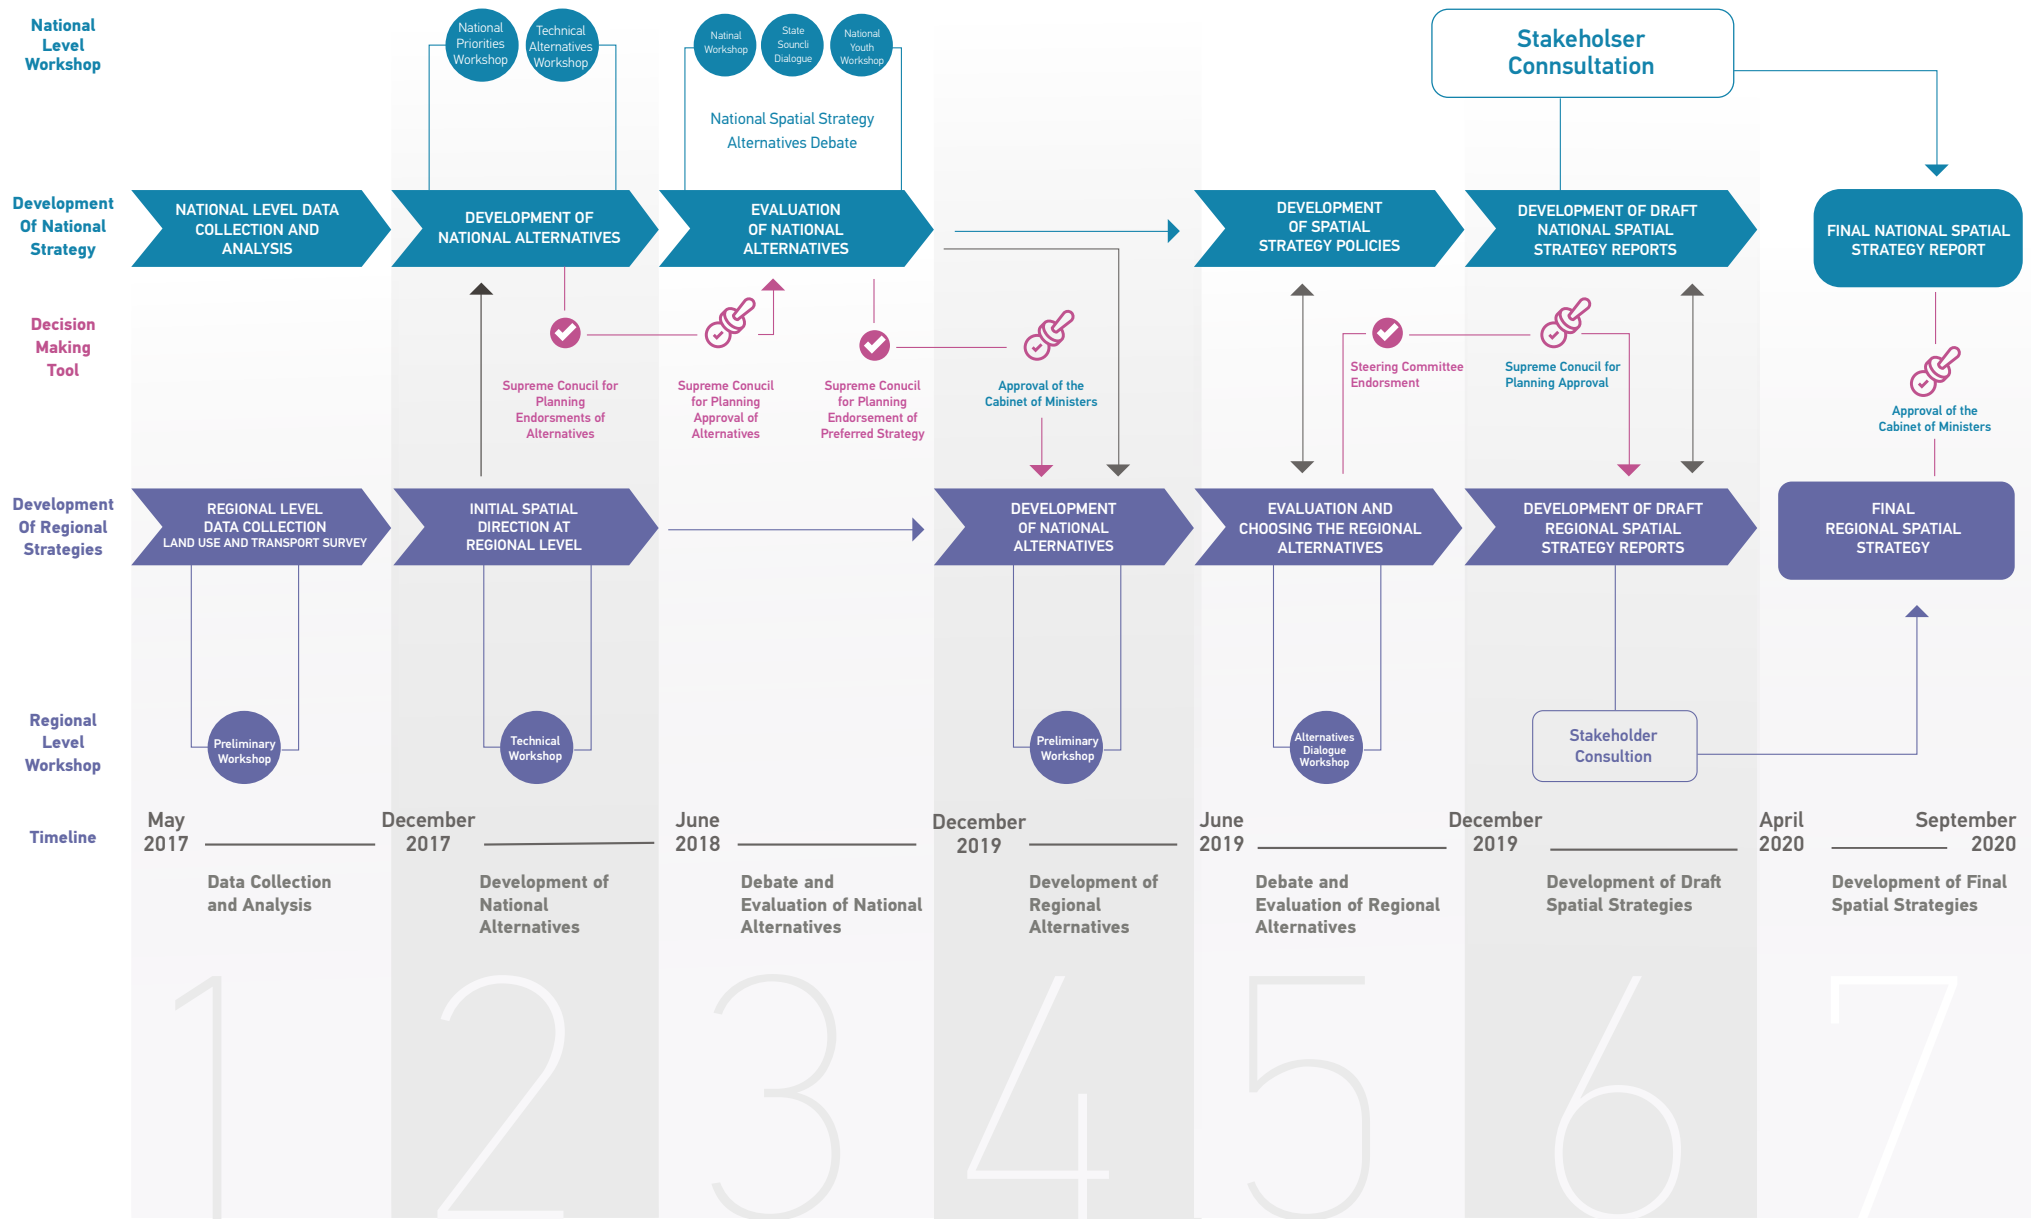 National
Level
Workshop
National
Priorities
Workshop
Technical
Alternatives
Workshop
Natinal
Workshop
State
Souncli
Dialogue
National
Youth
Workshop
National Spatial Strategy
Alternatives Debate
Stakeholser
Connsultation
Development
Of National
Strategy
NATIONAL LEVEL DATA
COLLECTION AND
ANALYSIS
DEVELOPMENT OF
NATIONAL ALTERNATIVES
EVALUATION
OF NATIONAL
ALTERNATIVES
DEVELOPMENT
OF SPATIAL
STRATEGY POLICIES
DEVELOPMENT OF DRAFT
NATIONAL SPATIAL
STRATEGY REPORTS
FINAL NATIONAL SPATIAL
STRATEGY REPORT
Decision
Making
Tool
Supreme Conucil for
Planning
Endorsments of
Alternatives
Supreme Conucil
for Planning
Approval of
Alternatives
Supreme Conucil
for Planning
Endorsement of
Preferred Strategy
Approval of the
Cabinet of Ministers
Steering Committee
Endorsment
Supreme Conucil for
Planning Approval
Approval of the
Cabinet of Ministers
Development
Of Regional
Strategies
REGIONAL LEVEL
DATA COLLECTION
LAND USE AND TRANSPORT SURVEY
INITIAL SPATIAL
DIRECTION AT
REGIONAL LEVEL
DEVELOPMENT
OF NATIONAL
ALTERNATIVES
EVALUATION AND
CHOOSING THE REGIONAL
ALTERNATIVES
DEVELOPMENT OF DRAFT
REGIONAL SPATIAL
STRATEGY REPORTS
FINAL
REGIONAL SPATIAL
STRATEGY
Regional
Level
Workshop
Preliminary
Workshop
Technical
Workshop
Preliminary
Workshop
Alternatives
Dialogue
Workshop
Stakeholder
Consultion
Timeline
May
2017
December
2017
June
2018
December
2019
June
2019
December
2019
April
2020
September
2020
Data Collection
and Analysis
Development of
National
Alternatives
Debate and
Evaluation of National
Alternatives
Development of
Regional
Alternatives
Debate and
Evaluation of Regional
Alternatives
Development of Draft
Spatial Strategies
Development of Final
Spatial Strategies
1
2
3
4
5
6
7